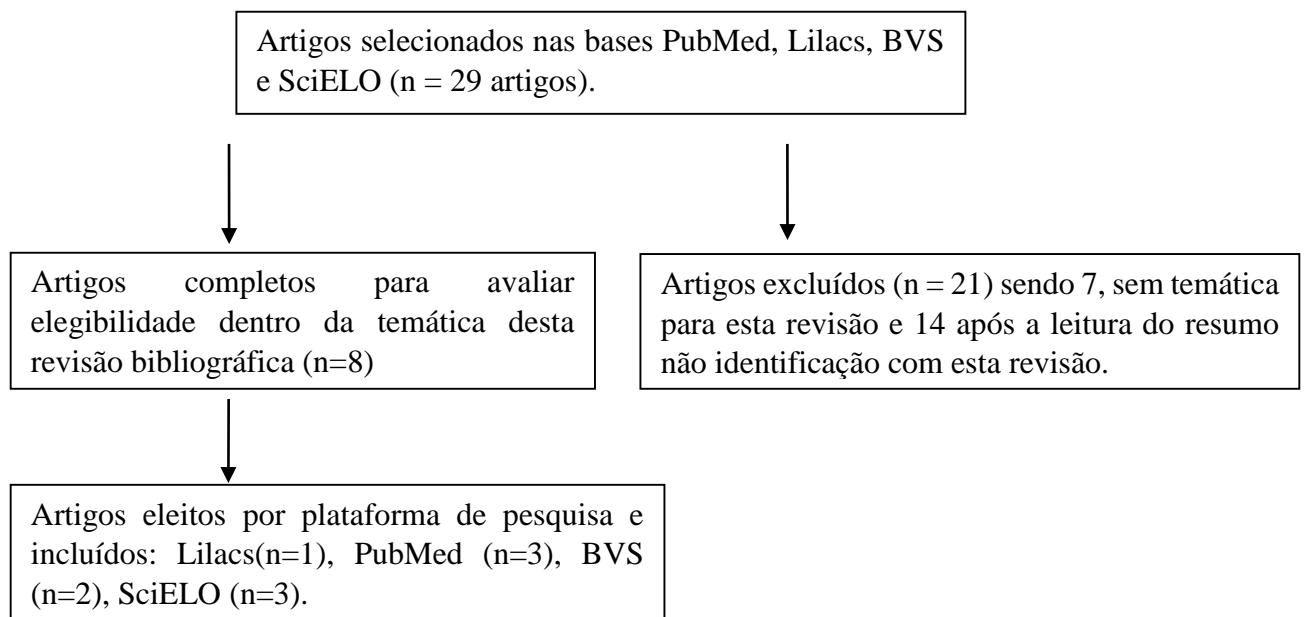 Artigos selecionados nas bases PubMed, Lilacs, BVS
e SciELO (n = 29 artigos).
Artigos completos para avaliar
elegibilidade dentro da temática desta
revisão bibliográfica (n=8)
Artigos excluídos (n = 21) sendo 7, sem temática
para esta revisão e 14 após a leitura do resumo
não identificação com esta revisão.
Artigos eleitos por plataforma de pesquisa e
incluídos: Lilacs(n=1), PubMed (n=3), BVS
(n=2), SciELO (n=3).